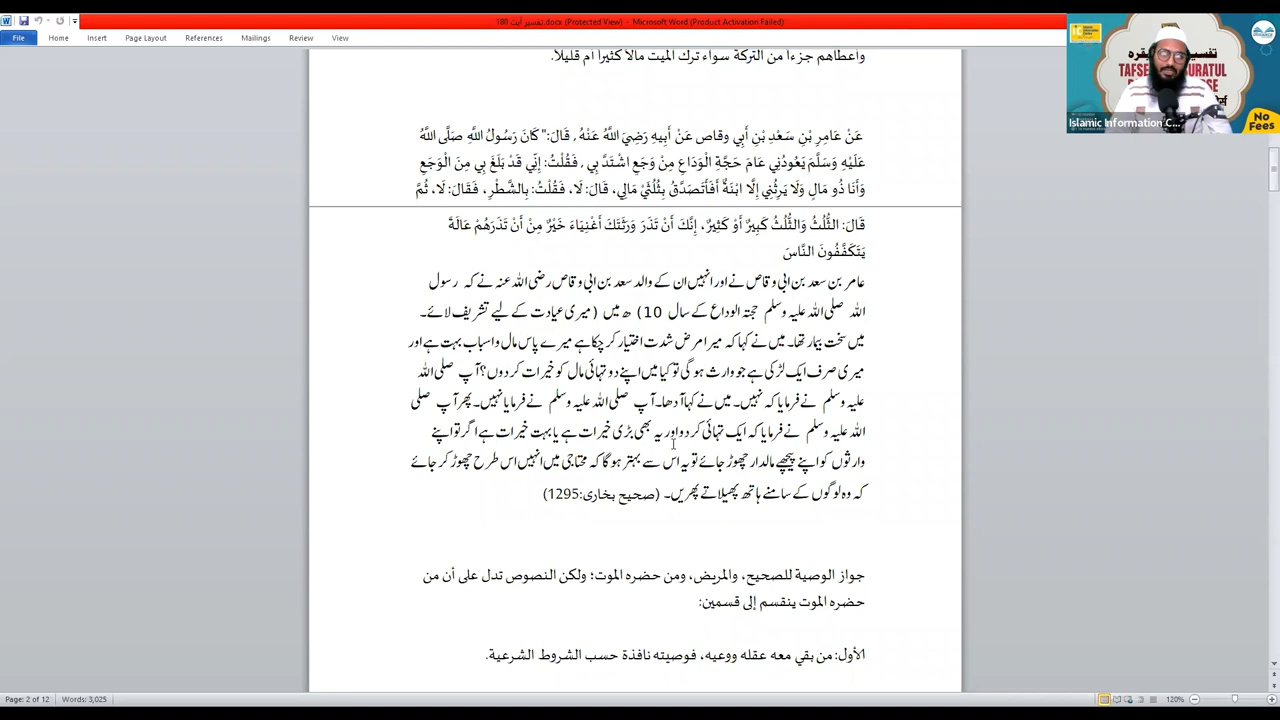 تفسير آيت 180.docx (Protected View) - Microsoft Word (Product Activation Failed)
File Home Insert Page Layout References Mailings Review View
وأعطاهم جزءا من التركة سواء ترك الميت مالا كثيرا أم قليلا.
عَنْ عَامِرِ بْنِ سَعْدِ بْنِ أَبِي وقاص عَنْ أَبِيهِ رَضِيَ اللَّهُ عَنْهُ , قَالَ:" كَانَ رَسُولُ اللَّهِ صَلَّى اللَّهُ
عَلَيْهِ وَسَلَّمَ يَعُودُنِي عَامَ حَجَّةِ الْوَدَاعِ مِنْ وَجَعٍ اشْتَدَّ بِي , فَقُلْتُ: إِنِّي قَدْ بَلَغَ بِي مِنَ الْوَجَعِ
وَأَنَا ذُو مَالٍ وَلَا يَرِثُنِي إِلَّا ابْنَةٌ أَفَأَتَصَدَّقُ بِثُلُثَيْ مَالِي، قَالَ: لَا، فَقُلْتُ: بِالشَّطْرِ، فَقَالَ: لَا، ثُمَّ
قَالَ: الثُّلُثُ وَالثُّلُثُ كَبِيرٌ أَوْ كَثِيرٌ، إِنَّكَ أَنْ تَذَرَ وَرَثَتَكَ أَغْنِيَاءَ خَيْرٌ مِنْ أَنْ تَذَرَهُمْ عَالَةً
يَتَكَفَّفُونَ النَّاسَ
عامر بن سعد بن ابی وقاص نے اور انہیں ان کے والد سعد بن ابی وقاص رضی اللہ عنہ نے کہ رسول
اللہ صلی اللہ علیہ وسلم حجتہ الوداع کے سال 10) ھ میں (میری عیادت کے لیے تشریف لائے۔
میں سخت بیمار تھا۔ میں نے کہا کہ میرا مرض شدت اختیار کر چکا ہے میرے پاس مال و اسباب بہت ہے اور
میری صرف ایک لڑکی ہے جو وارث ہو گی تو کیا میں اپنے دو تہائی مال کو خیرات کر دوں؟ آپ صلی اللہ
علیہ وسلم نے فرمایا کہ نہیں۔ میں نے کہا آدھا۔ آپ صلی اللہ علیہ وسلم نے فرمایا نہیں۔ پھر آپ صلی
اللہ علیہ وسلم نے فرمایا کہ ایک تہائی کر دو اور یہ بھی بڑی خیرات ہے یا بہت خیرات ہے اگر تو اپنے
وارثوں کو اپنے پیچھے مالدار چھوڑ جائے تو یہ اس سے بہتر ہو گا کہ محتاجی میں انہیں اس طرح چھوڑ کر جائے
کہ وہ لوگوں کے سامنے ہاتھ پھیلاتے پھریں۔ (صحیح بخاری:1295)
جواز الوصية للصحيح، والمريض، ومن حضره الموت؛ ولكن النصوص تدل على أن من
حضره الموت ينقسم إلى قسمين:
الأول: من بقي معه عقله ووعيه، فوصيته نافذة حسب الشروط الشرعية.
Page: 2 of 12 Words: 3,025
120%
TAFSE SURATUL
Islamic Information C...
No
Fees